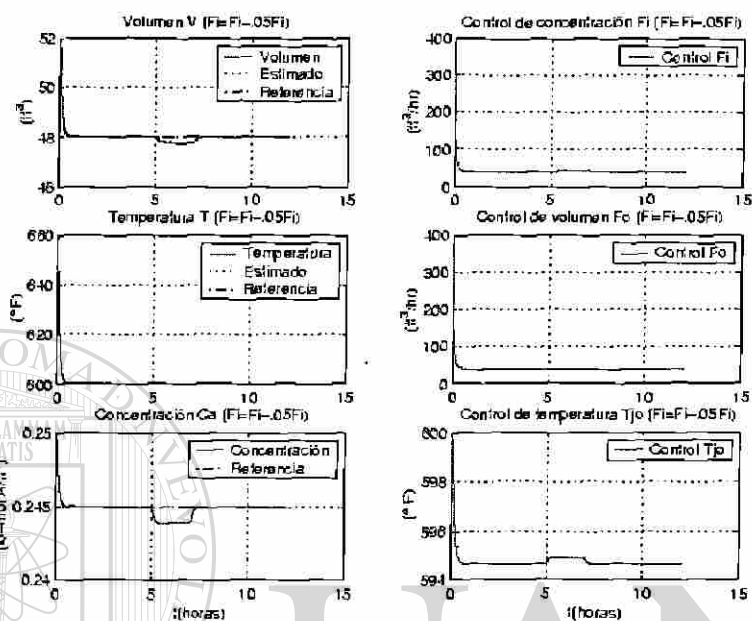 Volumen V (Fi=Fi-.05Fi)
52
50
48
46
(ft³)
Volumen
Estimado
Referencia
0 5 10 15
Temperatura T (Fi=Fi-.05Fi)
660
640
620
600
(°F)
Temperatura
Estimado
Referencia
0 5 10 15
Concentración Ca (Fi=Fi-.05Fi)
0.25
0.245
0.24
Concentración
Referencia
0 5 10 15
t(horas)
Control de concentración Fi (Fi=Fi-.05Fi)
400
300
200
100
0
(ft³/hr)
Control Fi
0 5 10 15
Control de volumen Fo (Fi=Fi-.05Fi)
400
300
200
100
0
(ft³/hr)
Control Fo
0 5 10 15
Control de temperatura Tjo (Fi=Fi-.05Fi)
600
598
596
594
(°F)
Control Tjo
0 5 10 15
t(horas)